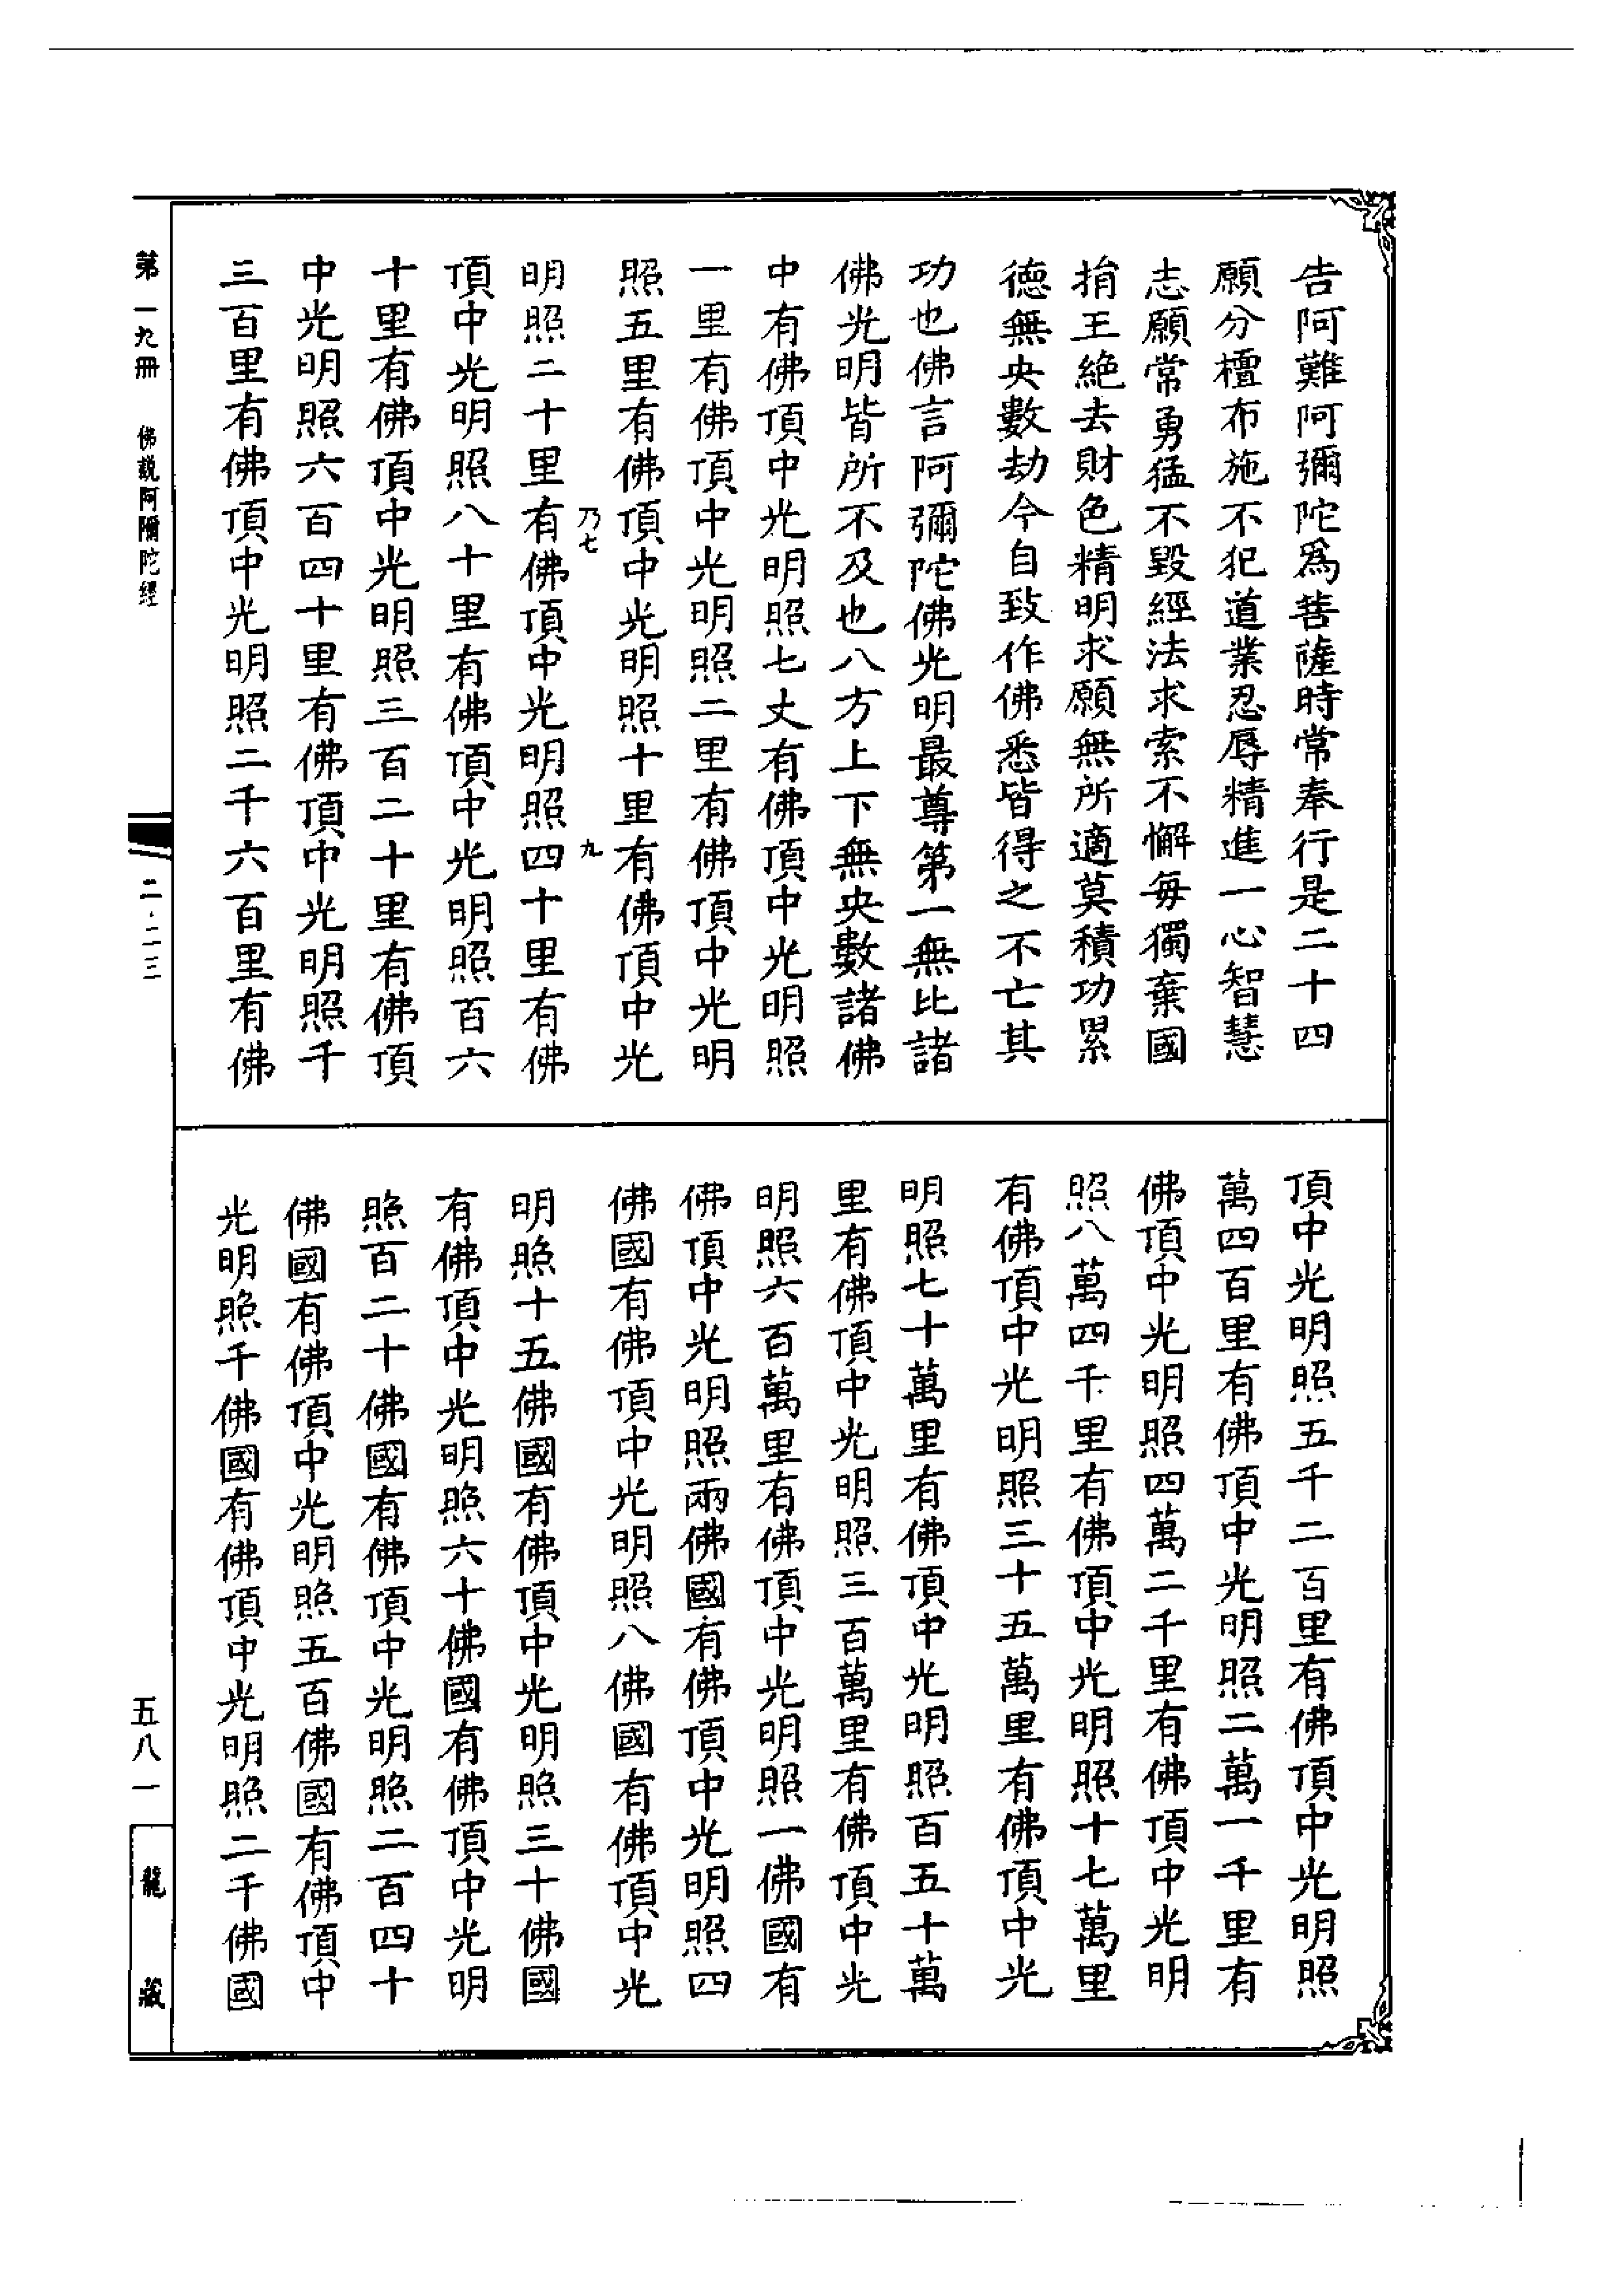 告阿難阿彌陀爲菩薩時常奉行是二十四
願分檀布施不犯道業忍辱精進一心智慧
志願常勇猛不毀經法求索不懈每獨棄國
捐王絶去財色精明求願無所適莫積功累
德無央數劫今自致作佛悉皆得之不亡其
功也佛言阿彌陀佛光明最尊第一無比諸
佛光明皆所不及也八方上下無央數諸佛
中有佛頂中光明照七丈有佛頂中光明照
一里有佛頂中光明照二里有佛頂中光明
照五里有佛頂中光明照十里有佛頂中光
乃七 九
明照二十里有佛頂中光明照四十里有佛
頂中光明照八十里有佛頂中光明照百六
十里有佛頂中光明照三百二十里有佛頂
中光明照六百四十里有佛頂中光明照千
三百里有佛頂中光明照二千六百里有佛
頂中光明照五千二百里有佛頂中光明照
萬四百里有佛頂中光明照二萬一千里有
佛頂中光明照四萬二千里有佛頂中光明
照八萬四千里有佛頂中光明照十七萬里
有佛頂中光明照三十五萬里有佛頂中光
明照七十萬里有佛頂中光明照百五十萬
里有佛頂中光明照三百萬里有佛頂中光
明照六百萬里有佛頂中光明照一佛國有
佛頂中光明照兩佛國有佛頂中光明照四
佛國有佛頂中光明照八佛國有佛頂中光
明照十五佛國有佛頂中光明照三十佛國
有佛頂中光明照六十佛國有佛頂中光明
照百二十佛國有佛頂中光明照二百四十
佛國有佛頂中光明照五百佛國有佛頂中
光明照千佛國有佛頂中光明照二千佛國
第一九冊 佛説阿彌陀經 二·二三 五八一 龍藏